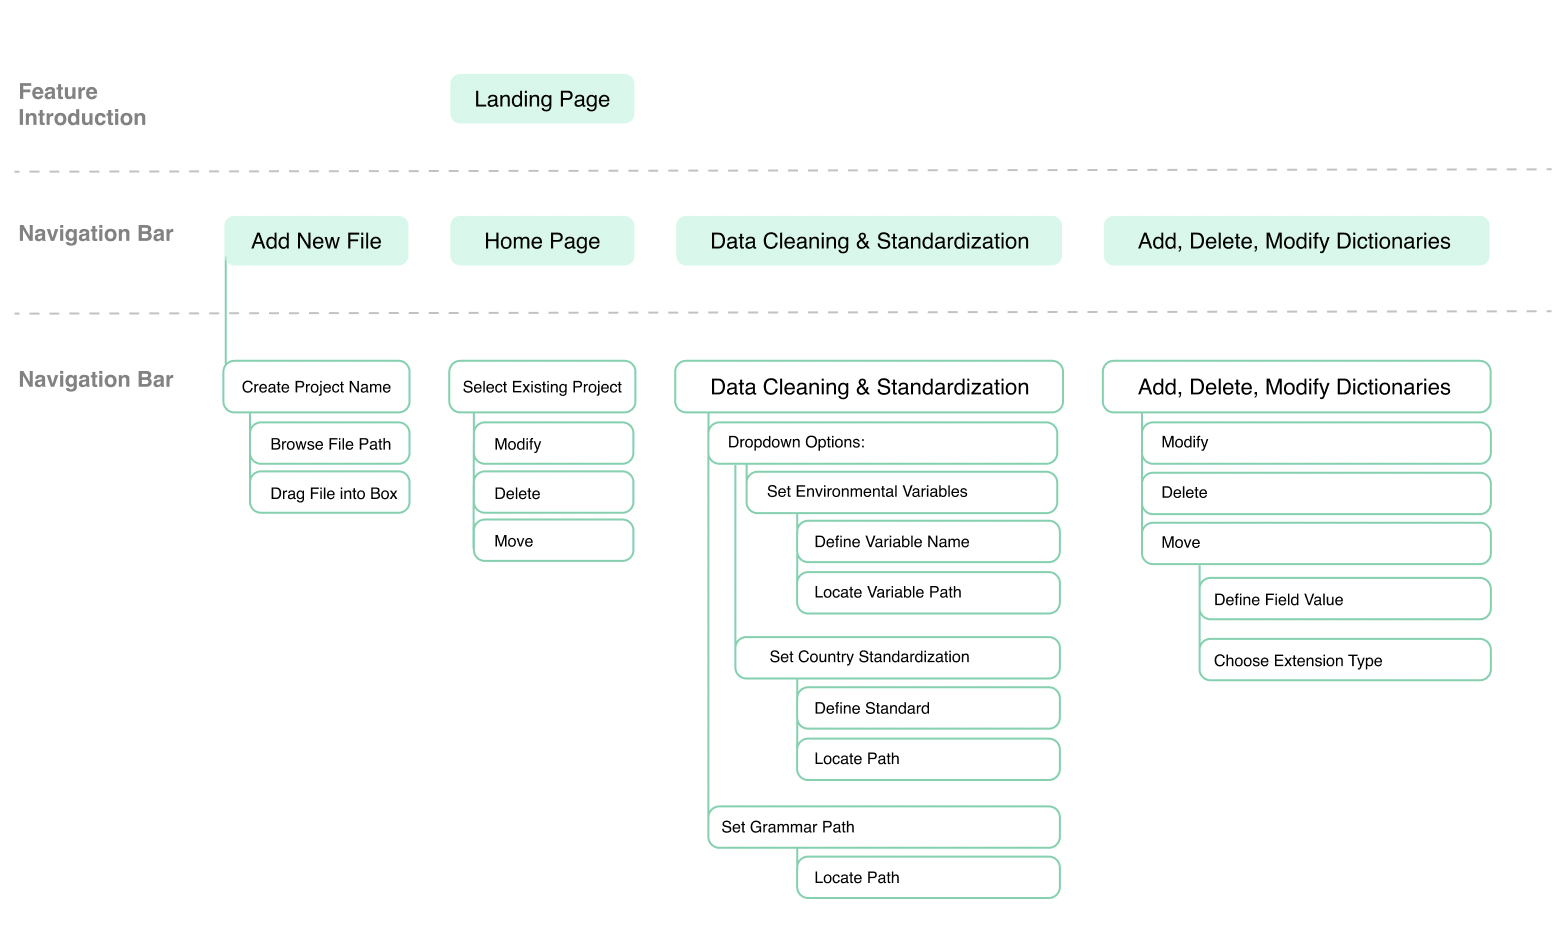 Feature
Introduction
Landing Page
Navigation Bar
Add New File
Home Page
Data Cleaning & Standardization
Add, Delete, Modify Dictionaries
Navigation Bar
Create Project Name
Browse File Path
Drag File into Box
Select Existing Project
Modify
Delete
Move
Data Cleaning & Standardization
Dropdown Options:
Set Environmental Variables
Define Variable Name
Locate Variable Path
Set Country Standardization
Define Standard
Locate Path
Set Grammar Path
Locate Path
Add, Delete, Modify Dictionaries
Modify
Delete
Move
Define Field Value
Choose Extension Type